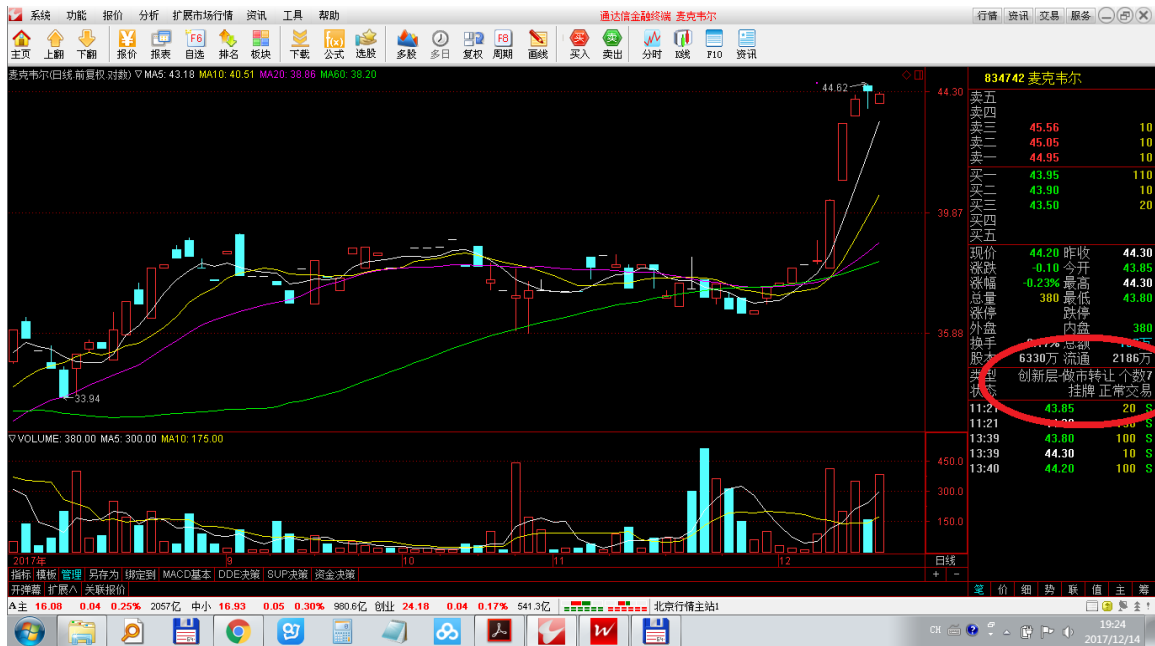 系统 功能 报价 分析 扩展市场行情 资讯 工具 帮助 通达信金融终端 麦克韦尔 行情 资讯 交易 服务
主页 上翻 下翻 报价 报表 自选 排名 板块 下载 公式 选股 多股 多日 复权 周期 画线 买入 卖出 分时 K线 F10 资讯
麦克韦尔(日线.前复权.对数) MA5: 43.18 MA10: 40.51 MA20: 38.86 MA60: 38.20
44.62
44.30
39.87
35.88
33.94
VOLUME: 380.00 MA5: 300.00 MA10: 175.00
450.0
300.0
150.0
2017年 9 10 11 12 日线
指标 模板 管理 另存为 绑定到 MACD基本 DDE决策 SUP决策 资金决策 + -
开弹幕 扩展∧ 关联报价
834742 麦克韦尔
卖五
卖四
卖三 45.56 10
卖二 45.05 10
卖一 44.95 10
买一 43.95 110
买二 43.90 10
买三 43.50 20
买四
买五
现价 44.20 昨收 44.30
涨跌 -0.10 今开 43.85
涨幅 -0.23% 最高 44.30
总量 380 最低 43.80
涨停 跌停
外盘 内盘 380
换手 总额
股本 6330万 流通 2186万
类型 创新层-做市转让 个数7
状态 挂牌 正常交易
11:21 43.85 20 S
11:21 S
13:39 43.80 100 S
13:39 44.30 10 S
13:40 44.20 100 S
笔 价 细 势 联 值 主 筹
A主 16.08 0.04 0.25% 2057亿 中小 16.93 0.05 0.30% 980.6亿 创业 24.18 0.04 0.17% 541.3亿 北京行情主站1
CH 19:24
2017/12/14